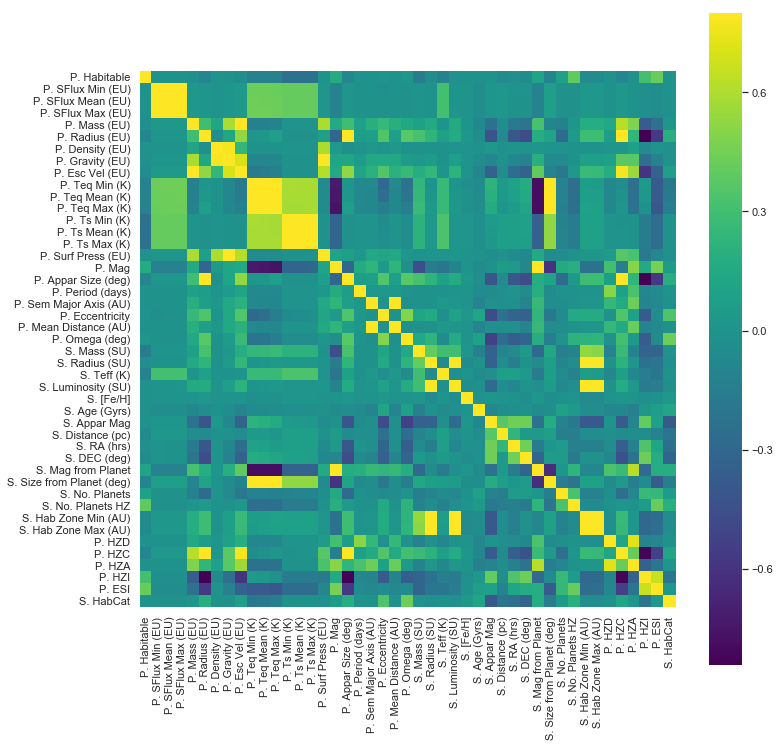 P. Habitable
P. SFlux Min (EU)
P. SFlux Mean (EU)
P. SFlux Max (EU)
P. Mass (EU)
P. Radius (EU)
P. Density (EU)
P. Gravity (EU)
P. Esc Vel (EU)
P. Teq Min (K)
P. Teq Mean (K)
P. Teq Max (K)
P. Ts Min (K)
P. Ts Mean (K)
P. Ts Max (K)
P. Surf Press (EU)
P. Mag
P. Appar Size (deg)
P. Period (days)
P. Sem Major Axis (AU)
P. Eccentricity
P. Mean Distance (AU)
P. Omega (deg)
S. Mass (SU)
S. Radius (SU)
S. Teff (K)
S. Luminosity (SU)
S. [Fe/H]
S. Age (Gyrs)
S. Appar Mag
S. Distance (pc)
S. RA (hrs)
S. DEC (deg)
S. Mag from Planet
S. Size from Planet (deg)
S. No. Planets
S. No. Planets HZ
S. Hab Zone Min (AU)
S. Hab Zone Max (AU)
P. HZD
P. HZC
P. HZA
P. HZI
P. ESI
S. HabCat
P. Habitable
P. SFlux Min (EU)
P. SFlux Mean (EU)
P. SFlux Max (EU)
P. Mass (EU)
P. Radius (EU)
P. Density (EU)
P. Gravity (EU)
P. Esc Vel (EU)
P. Teq Min (K)
P. Teq Mean (K)
P. Teq Max (K)
P. Ts Min (K)
P. Ts Mean (K)
P. Ts Max (K)
P. Surf Press (EU)
P. Mag
P. Appar Size (deg)
P. Period (days)
P. Sem Major Axis (AU)
P. Eccentricity
P. Mean Distance (AU)
P. Omega (deg)
S. Mass (SU)
S. Radius (SU)
S. Teff (K)
S. Luminosity (SU)
S. [Fe/H]
S. Age (Gyrs)
S. Appar Mag
S. Distance (pc)
S. RA (hrs)
S. DEC (deg)
S. Mag from Planet
S. Size from Planet (deg)
S. No. Planets
S. No. Planets HZ
S. Hab Zone Min (AU)
S. Hab Zone Max (AU)
P. HZD
P. HZC
P. HZA
P. HZI
P. ESI
S. HabCat
0.6
0.3
0.0
−0.3
−0.6